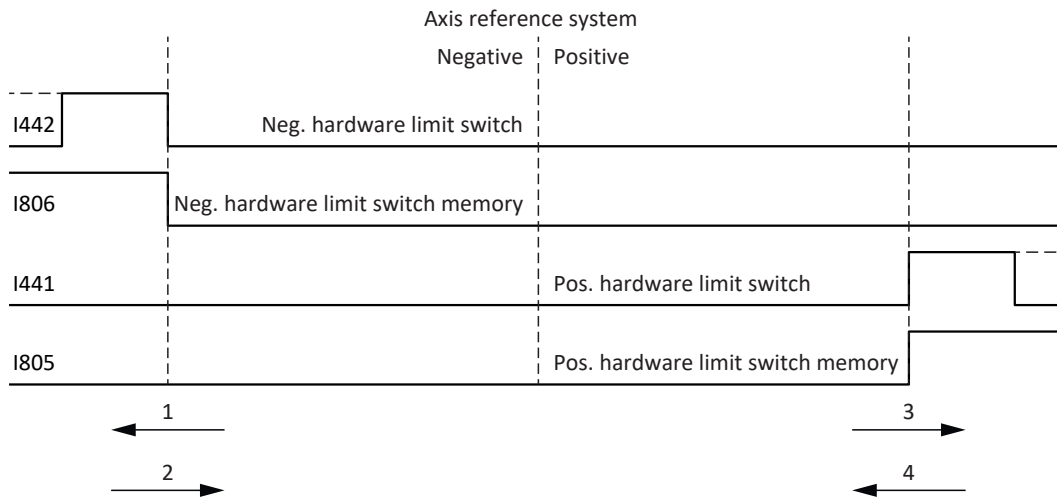 Axis reference system
Negative Positive
I442 Neg. hardware limit switch
I806 Neg. hardware limit switch memory
I441 Pos. hardware limit switch
I805 Pos. hardware limit switch memory
1 3
2 4